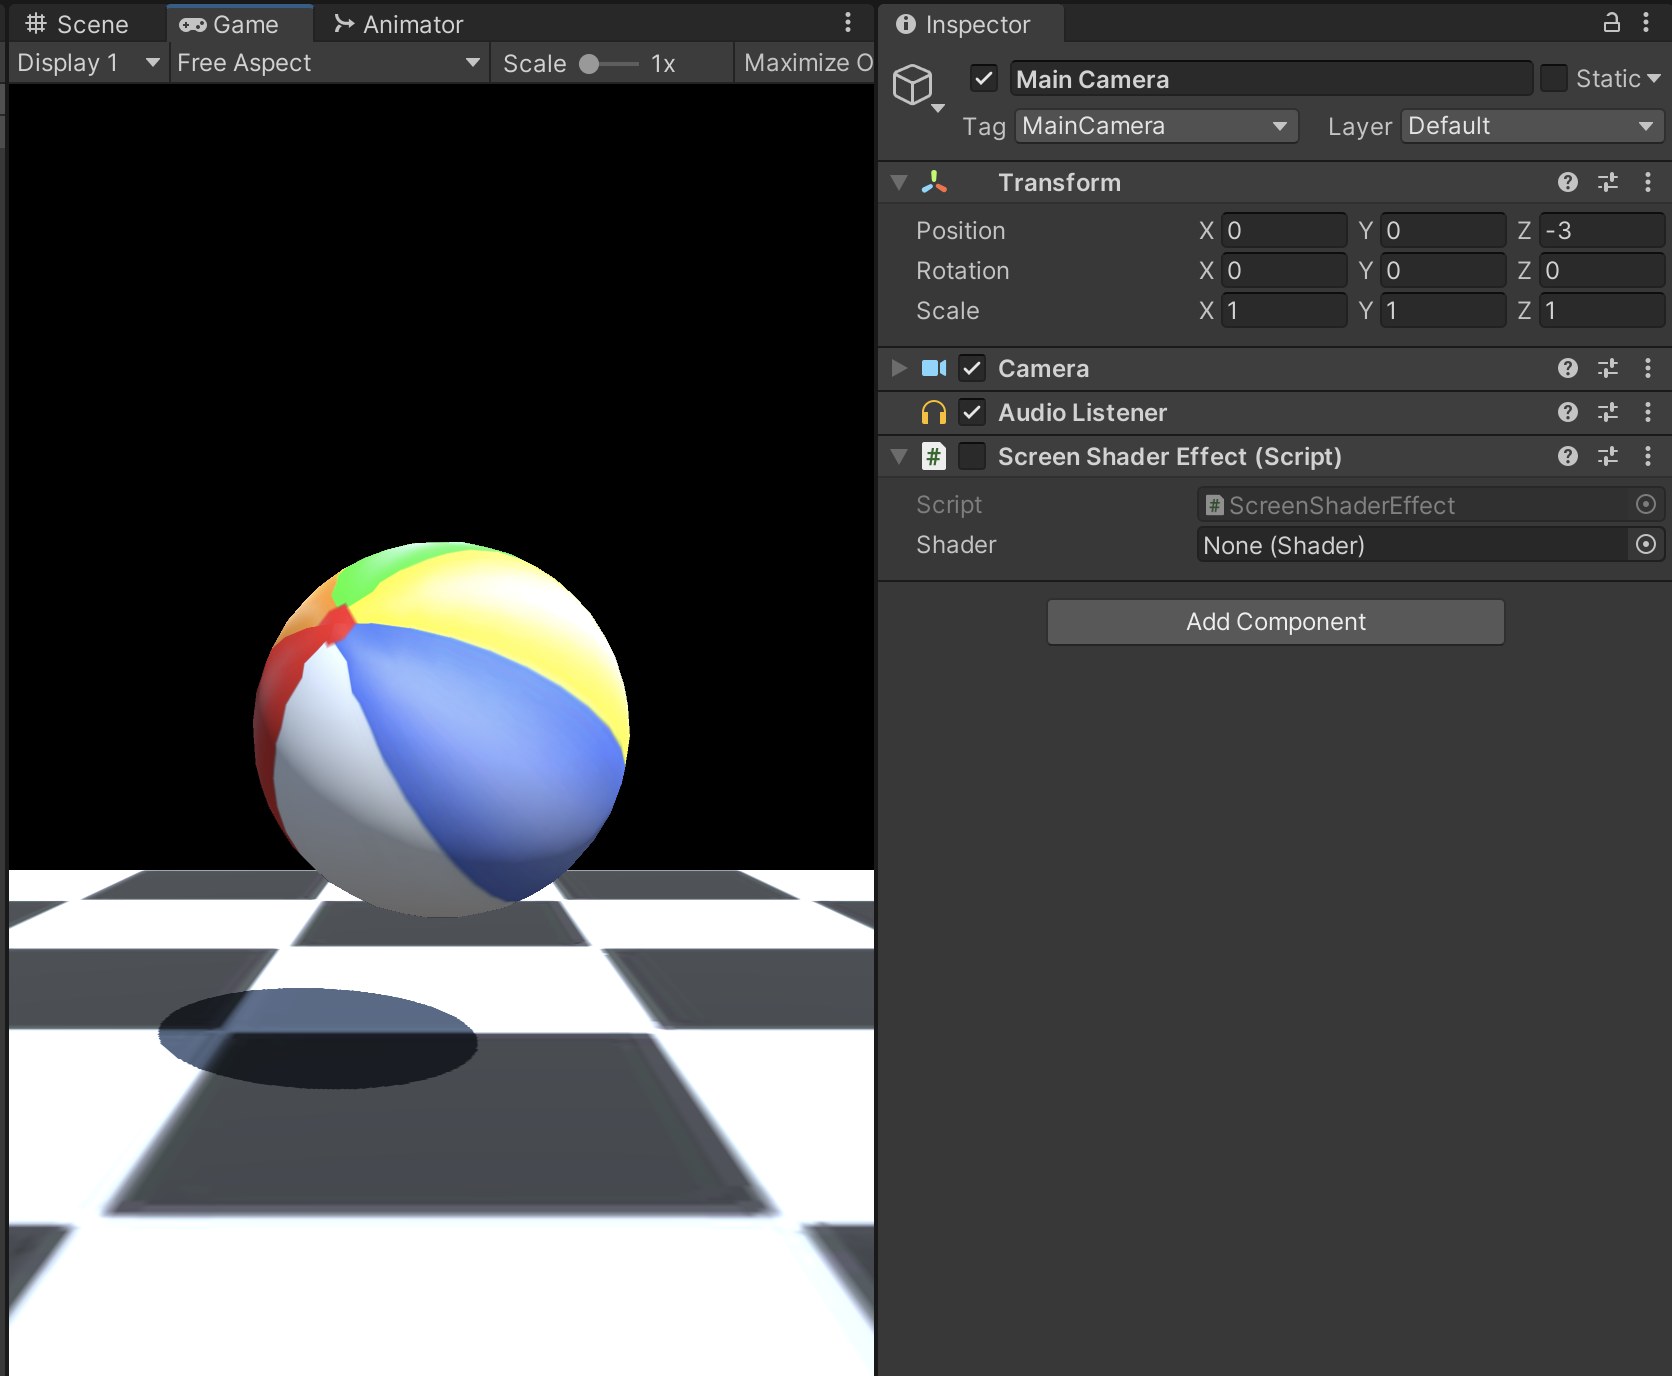 Scene Game Animator
Display 1 Free Aspect Scale 1x Maximize O
Inspector
Main Camera Static
Tag MainCamera Layer Default
Transform
Position X 0 Y 0 Z -3
Rotation X 0 Y 0 Z 0
Scale X 1 Y 1 Z 1
Camera
Audio Listener
# Screen Shader Effect (Script)
Script # ScreenShaderEffect
Shader None (Shader)
Add Component